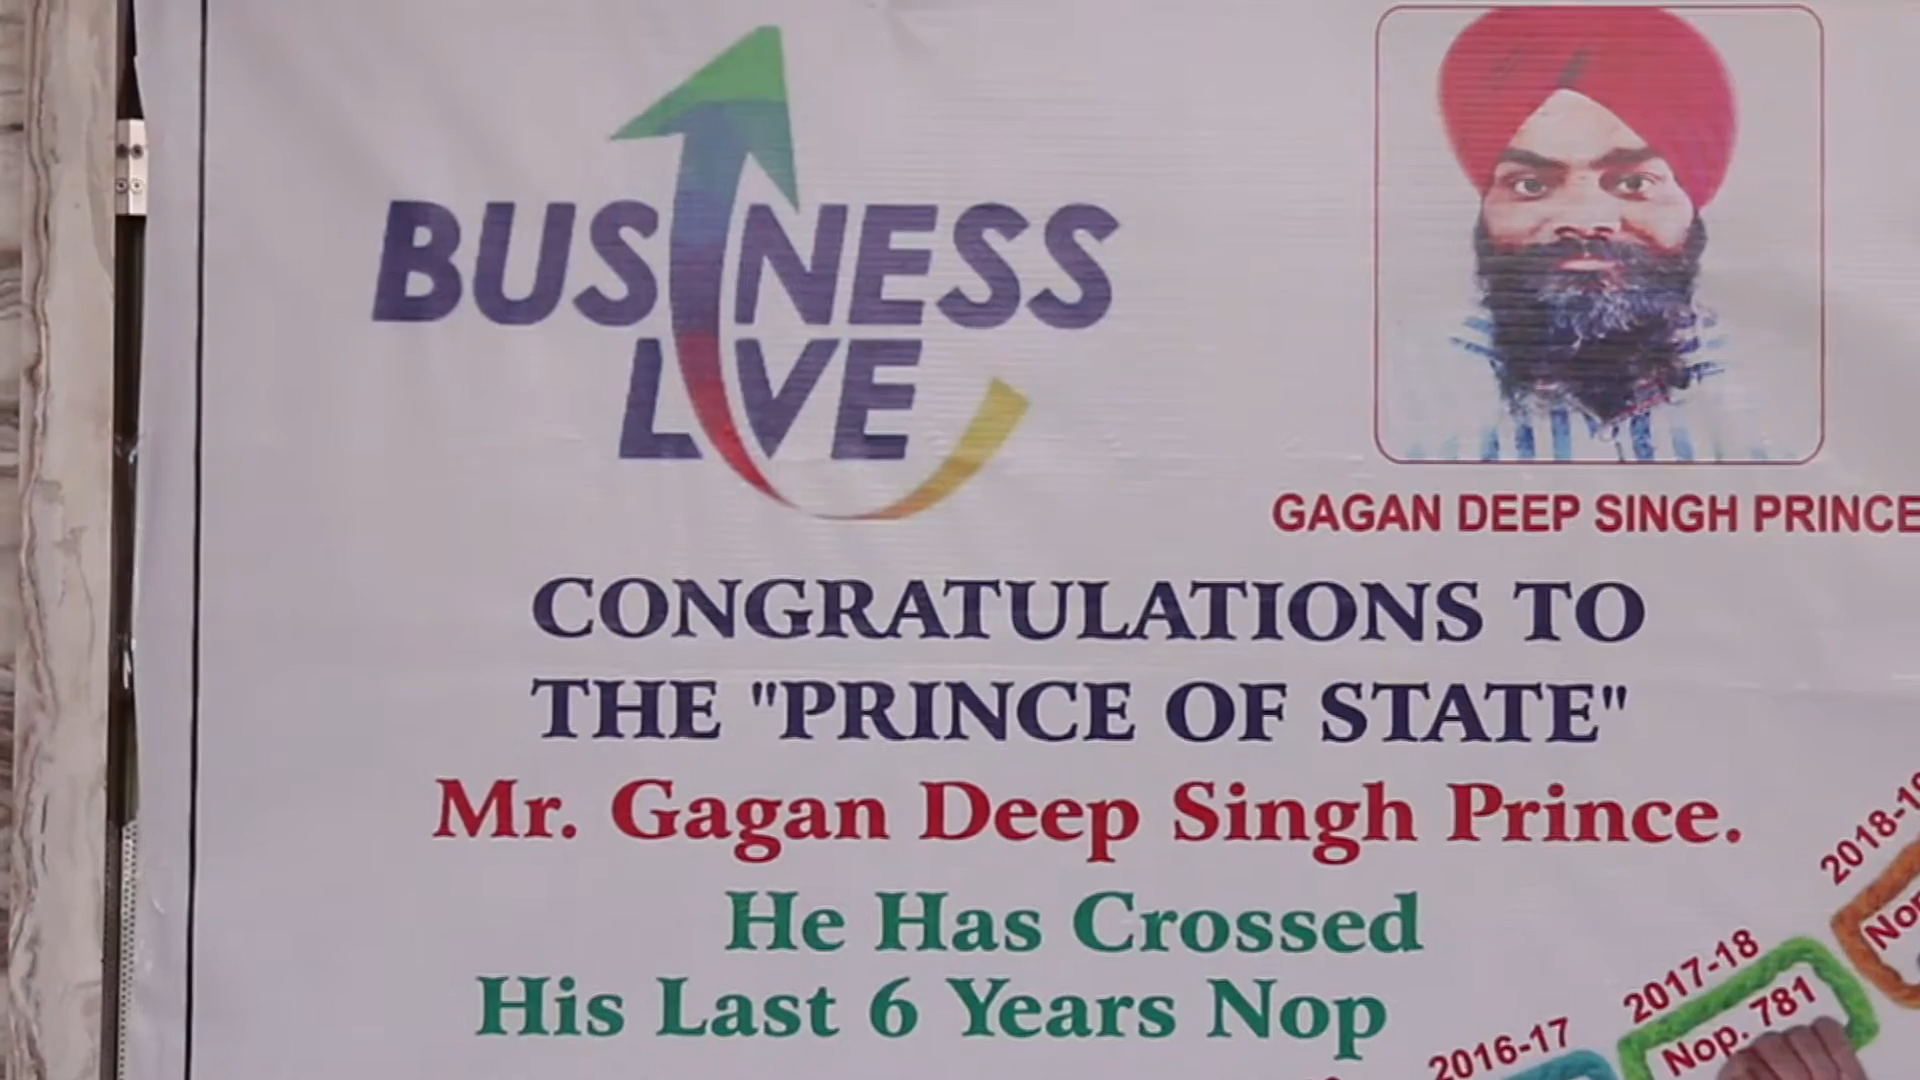 BUSINESS
LIVE
GAGAN DEEP SINGH PRINCE
CONGRATULATIONS TO
THE "PRINCE OF STATE"
Mr. Gagan Deep Singh Prince.
He Has Crossed
His Last 6 Years Nop
2016-17
2017-18
Nop. 781